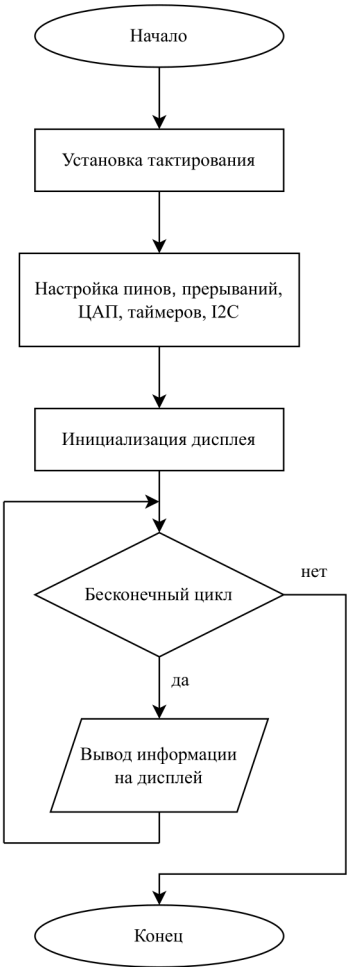 Начало
Установка тактирования
Настройка пинов, прерываний,
ЦАП, таймеров, I2C
Инициализация дисплея
Бесконечный цикл
нет
да
Вывод информации
на дисплей
Конец